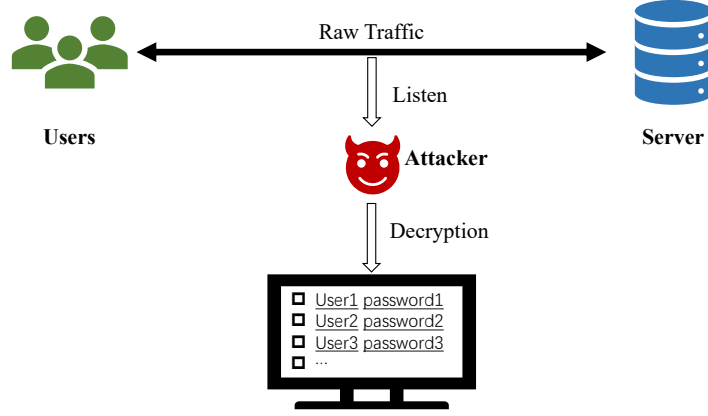 Raw Traffic
Listen
Users
Server
Attacker
Decryption
User1 password1
User2 password2
User3 password3
...